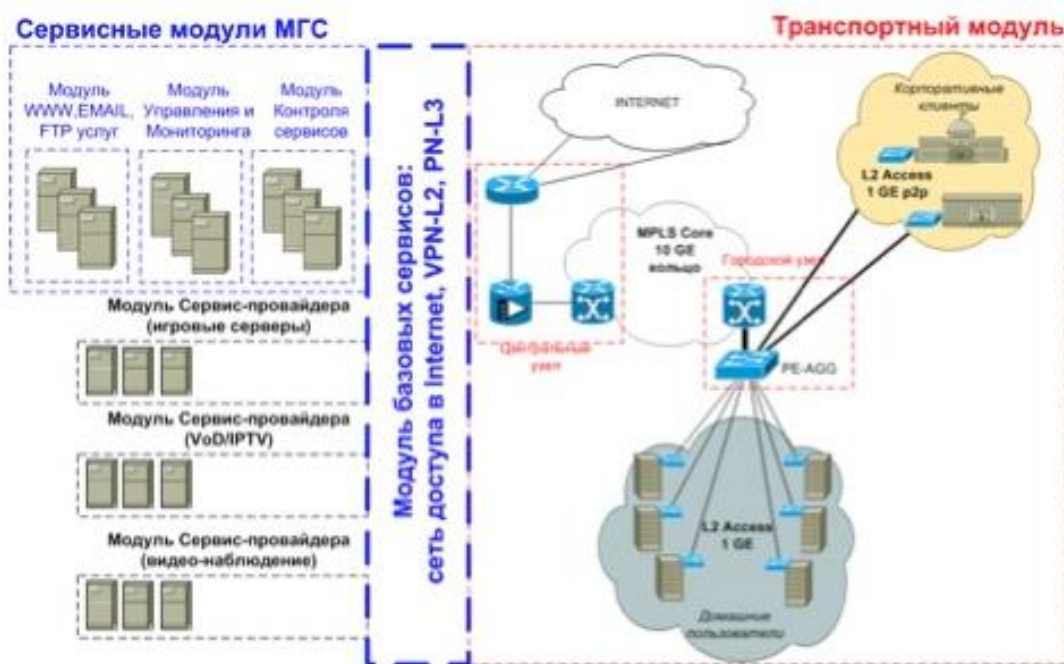 Сервисные модули МГС
Транспортный модуль
Модуль
WWW,EMAIL,
FTP услуг
Модуль
Управления и
Мониторинга
Модуль
Контроля
сервисов
Модуль Сервис-провайдера
(игровые серверы)
Модуль Сервис-провайдера
(VoD/IPTV)
Модуль Сервис-провайдера
(видео-наблюдение)
Модуль базовых сервисов:
сеть доступа в Internet, VPN-L2, PN-L3
INTERNET
Корпоративные
клиенты
L2 Access
1 GE p2p
MPLS Core
10 GE
кольцо
Городской узел
Центральный
узел
PE-AGG
L2 Access
1 GE
Домашние
пользователи